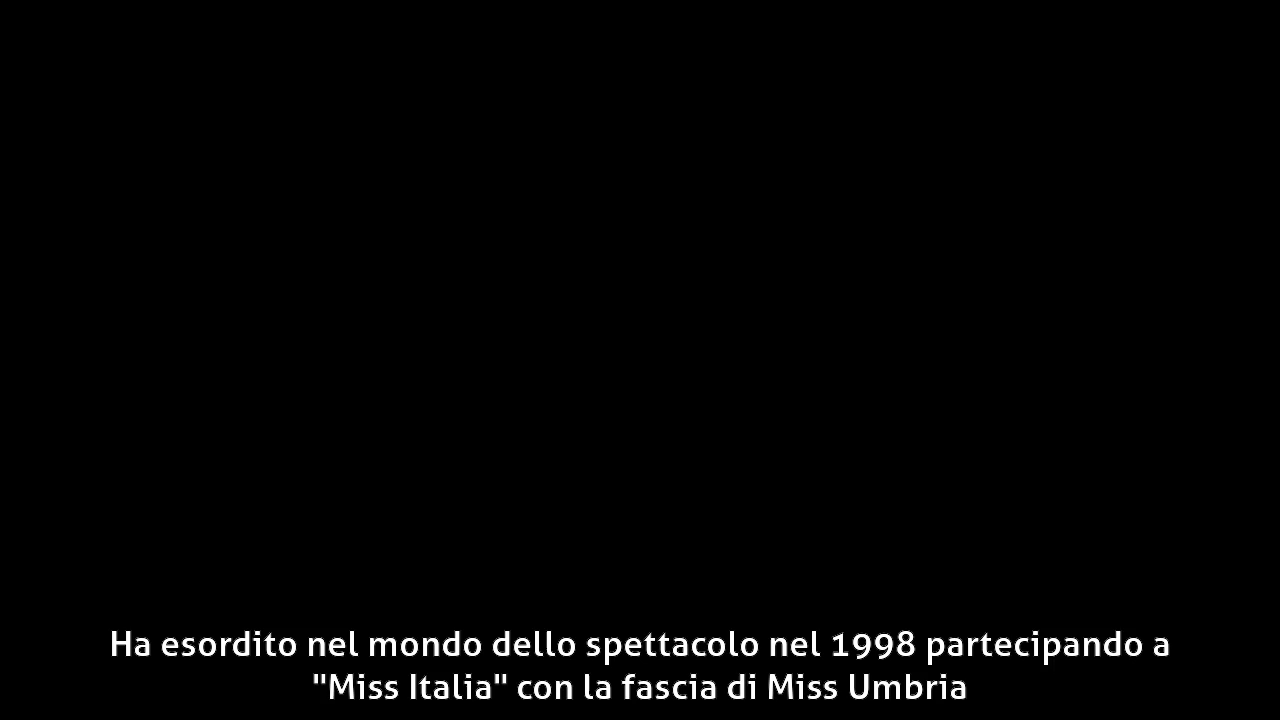 Ha esordito nel mondo dello spettacolo nel 1998 partecipando a
"Miss Italia" con la fascia di Miss Umbria